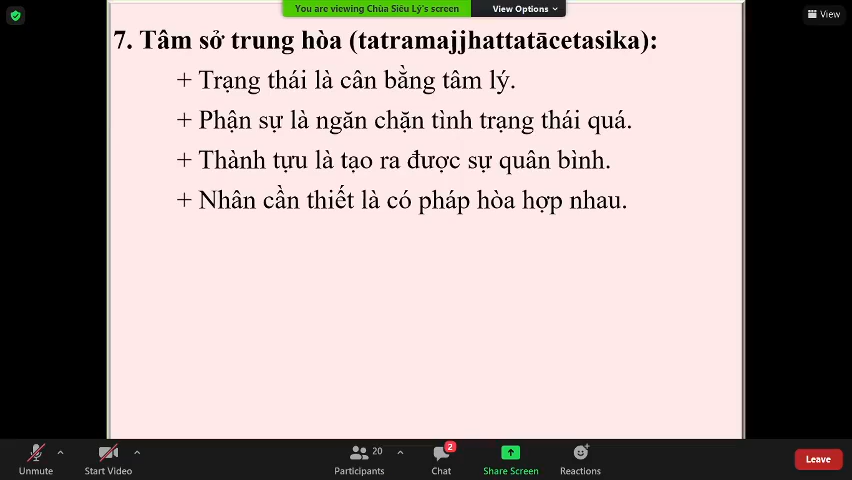 You are viewing Chùa Siêu Lý's screen
View Options
View
7. Tâm sở trung hòa (tatramajjhattatācetasika):
+ Trạng thái là cân bằng tâm lý.
+ Phận sự là ngăn chặn tình trạng thái quá.
+ Thành tựu là tạo ra được sự quân bình.
+ Nhân cần thiết là có pháp hòa hợp nhau.
Unmute
Start Video
20
Participants
2
Chat
Share Screen
Reactions
Leave